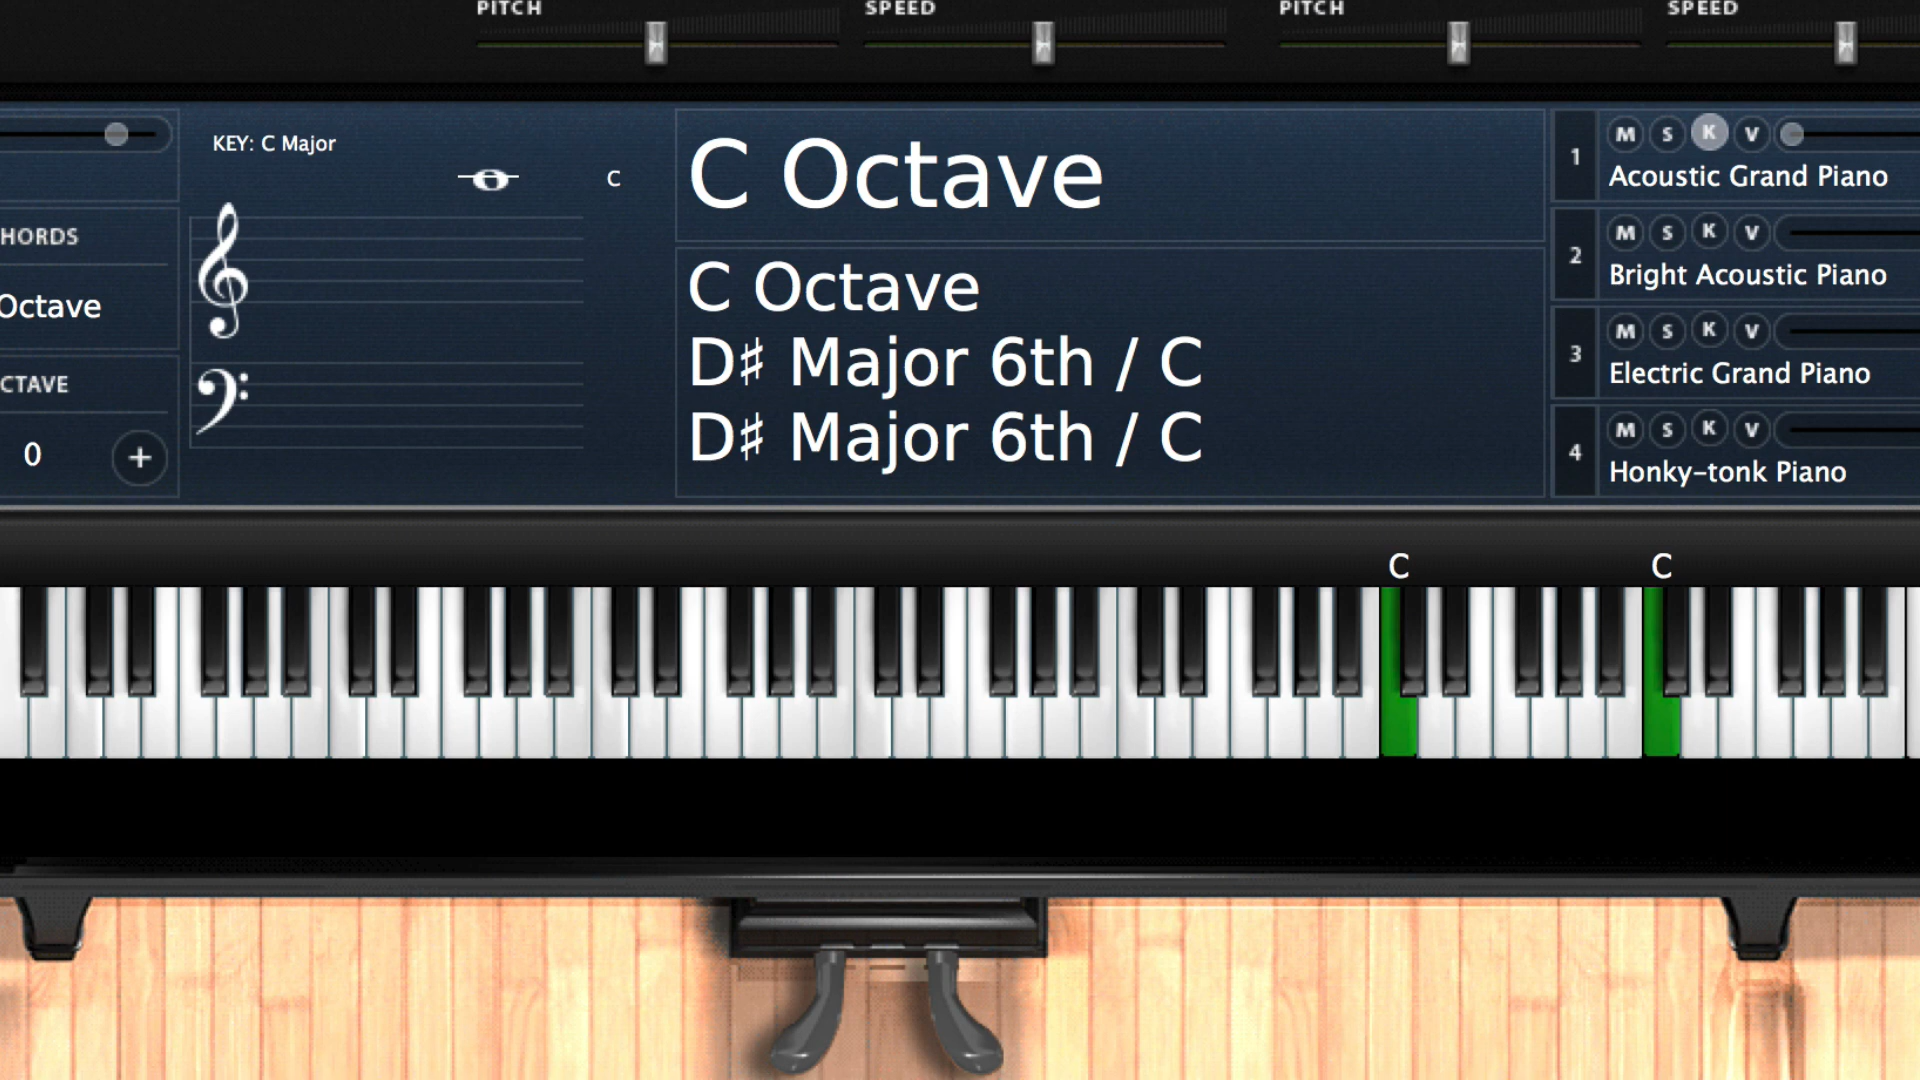 PITCH SPEED PITCH SPEED
KEY: C Major
C
HORDS
Octave
CTAVE
0 +
C Octave
C Octave
D♯ Major 6th / C
D♯ Major 6th / C
1 M S K V
Acoustic Grand Piano
2 M S K V
Bright Acoustic Piano
3 M S K V
Electric Grand Piano
4 M S K V
Honky-tonk Piano
C C